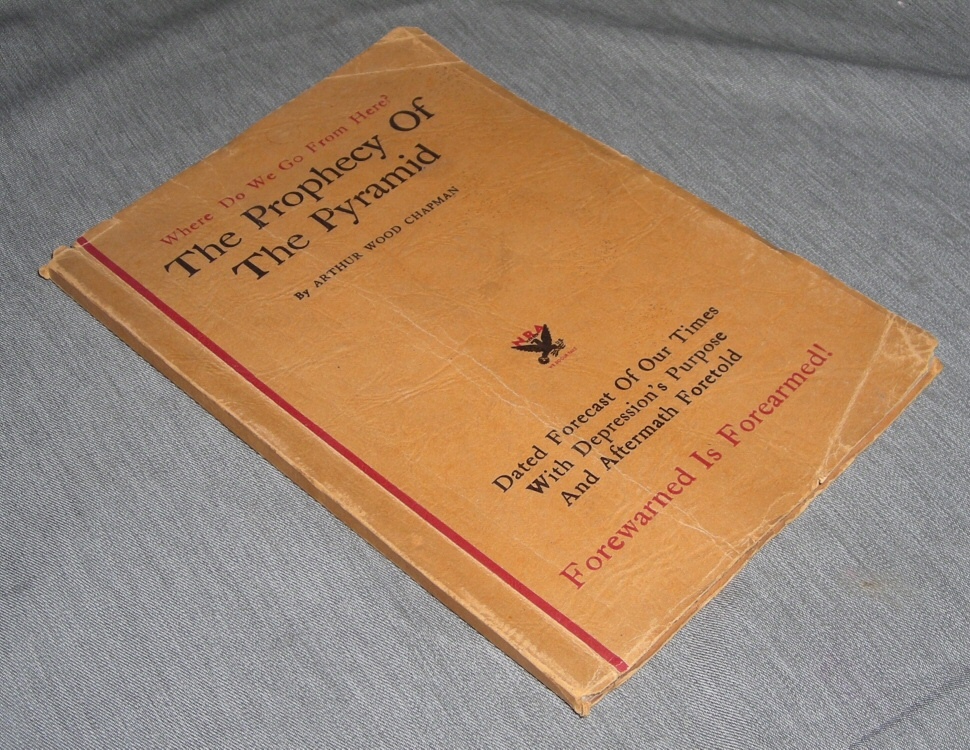 Where Do We Go From Here?
The Prophecy Of
The Pyramid
By ARTHUR WOOD CHAPMAN
NRA
Dated Forecast Of Our Times
With Depression's Purpose
And Aftermath Foretold
Forewarned Is Forearmed!